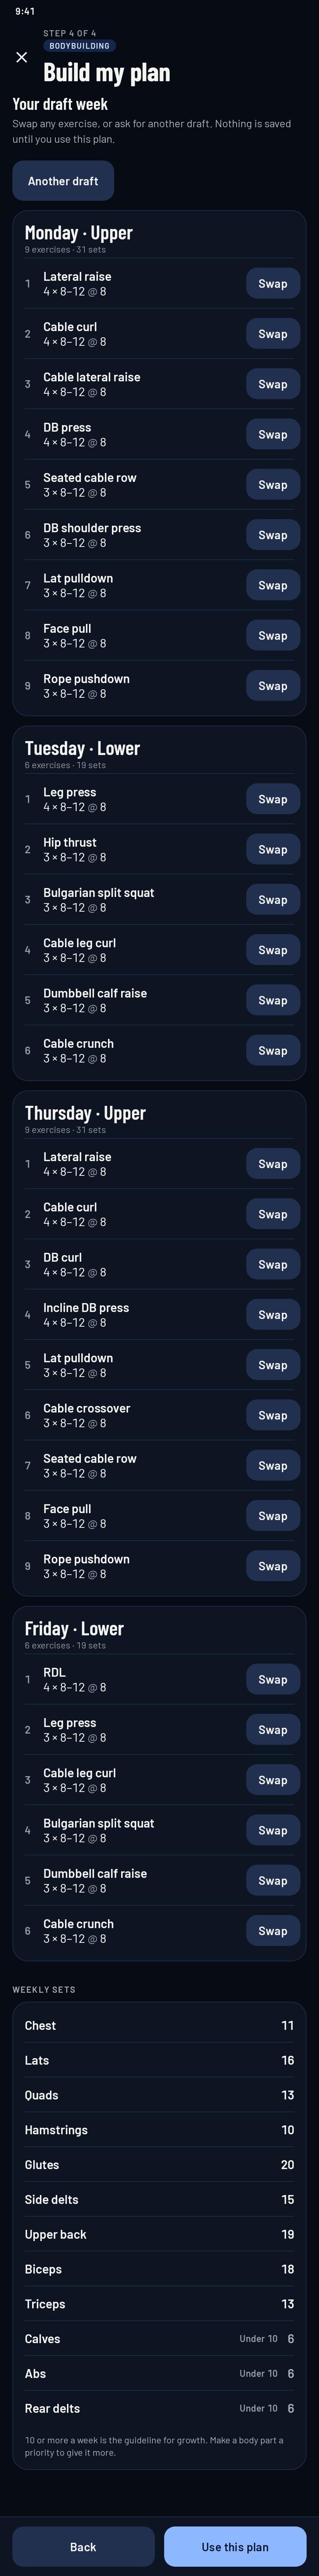 9:41
STEP 4 OF 4
BODYBUILDING
Build my plan
Your draft week
Swap any exercise, or ask for another draft. Nothing is saved
until you use this plan.
Another draft
Monday · Upper
9 exercises · 31 sets
1 Lateral raise Swap
4 × 8–12 @ 8
2 Cable curl Swap
4 × 8–12 @ 8
3 Cable lateral raise Swap
4 × 8–12 @ 8
4 DB press Swap
4 × 8–12 @ 8
5 Seated cable row Swap
3 × 8–12 @ 8
6 DB shoulder press Swap
3 × 8–12 @ 8
7 Lat pulldown Swap
3 × 8–12 @ 8
8 Face pull Swap
3 × 8–12 @ 8
9 Rope pushdown Swap
3 × 8–12 @ 8
Tuesday · Lower
6 exercises · 19 sets
1 Leg press Swap
4 × 8–12 @ 8
2 Hip thrust Swap
3 × 8–12 @ 8
3 Bulgarian split squat Swap
3 × 8–12 @ 8
4 Cable leg curl Swap
3 × 8–12 @ 8
5 Dumbbell calf raise Swap
3 × 8–12 @ 8
6 Cable crunch Swap
3 × 8–12 @ 8
Thursday · Upper
9 exercises · 31 sets
1 Lateral raise Swap
4 × 8–12 @ 8
2 Cable curl Swap
4 × 8–12 @ 8
3 DB curl Swap
4 × 8–12 @ 8
4 Incline DB press Swap
4 × 8–12 @ 8
5 Lat pulldown Swap
3 × 8–12 @ 8
6 Cable crossover Swap
3 × 8–12 @ 8
7 Seated cable row Swap
3 × 8–12 @ 8
8 Face pull Swap
3 × 8–12 @ 8
9 Rope pushdown Swap
3 × 8–12 @ 8
Friday · Lower
6 exercises · 19 sets
1 RDL Swap
4 × 8–12 @ 8
2 Leg press Swap
3 × 8–12 @ 8
3 Cable leg curl Swap
3 × 8–12 @ 8
4 Bulgarian split squat Swap
3 × 8–12 @ 8
5 Dumbbell calf raise Swap
3 × 8–12 @ 8
6 Cable crunch Swap
3 × 8–12 @ 8
WEEKLY SETS
Chest 11
Lats 16
Quads 13
Hamstrings 10
Glutes 20
Side delts 15
Upper back 19
Biceps 18
Triceps 13
Calves Under 10 6
Abs Under 10 6
Rear delts Under 10 6
10 or more a week is the guideline for growth. Make a body part a
priority to give it more.
Back Use this plan